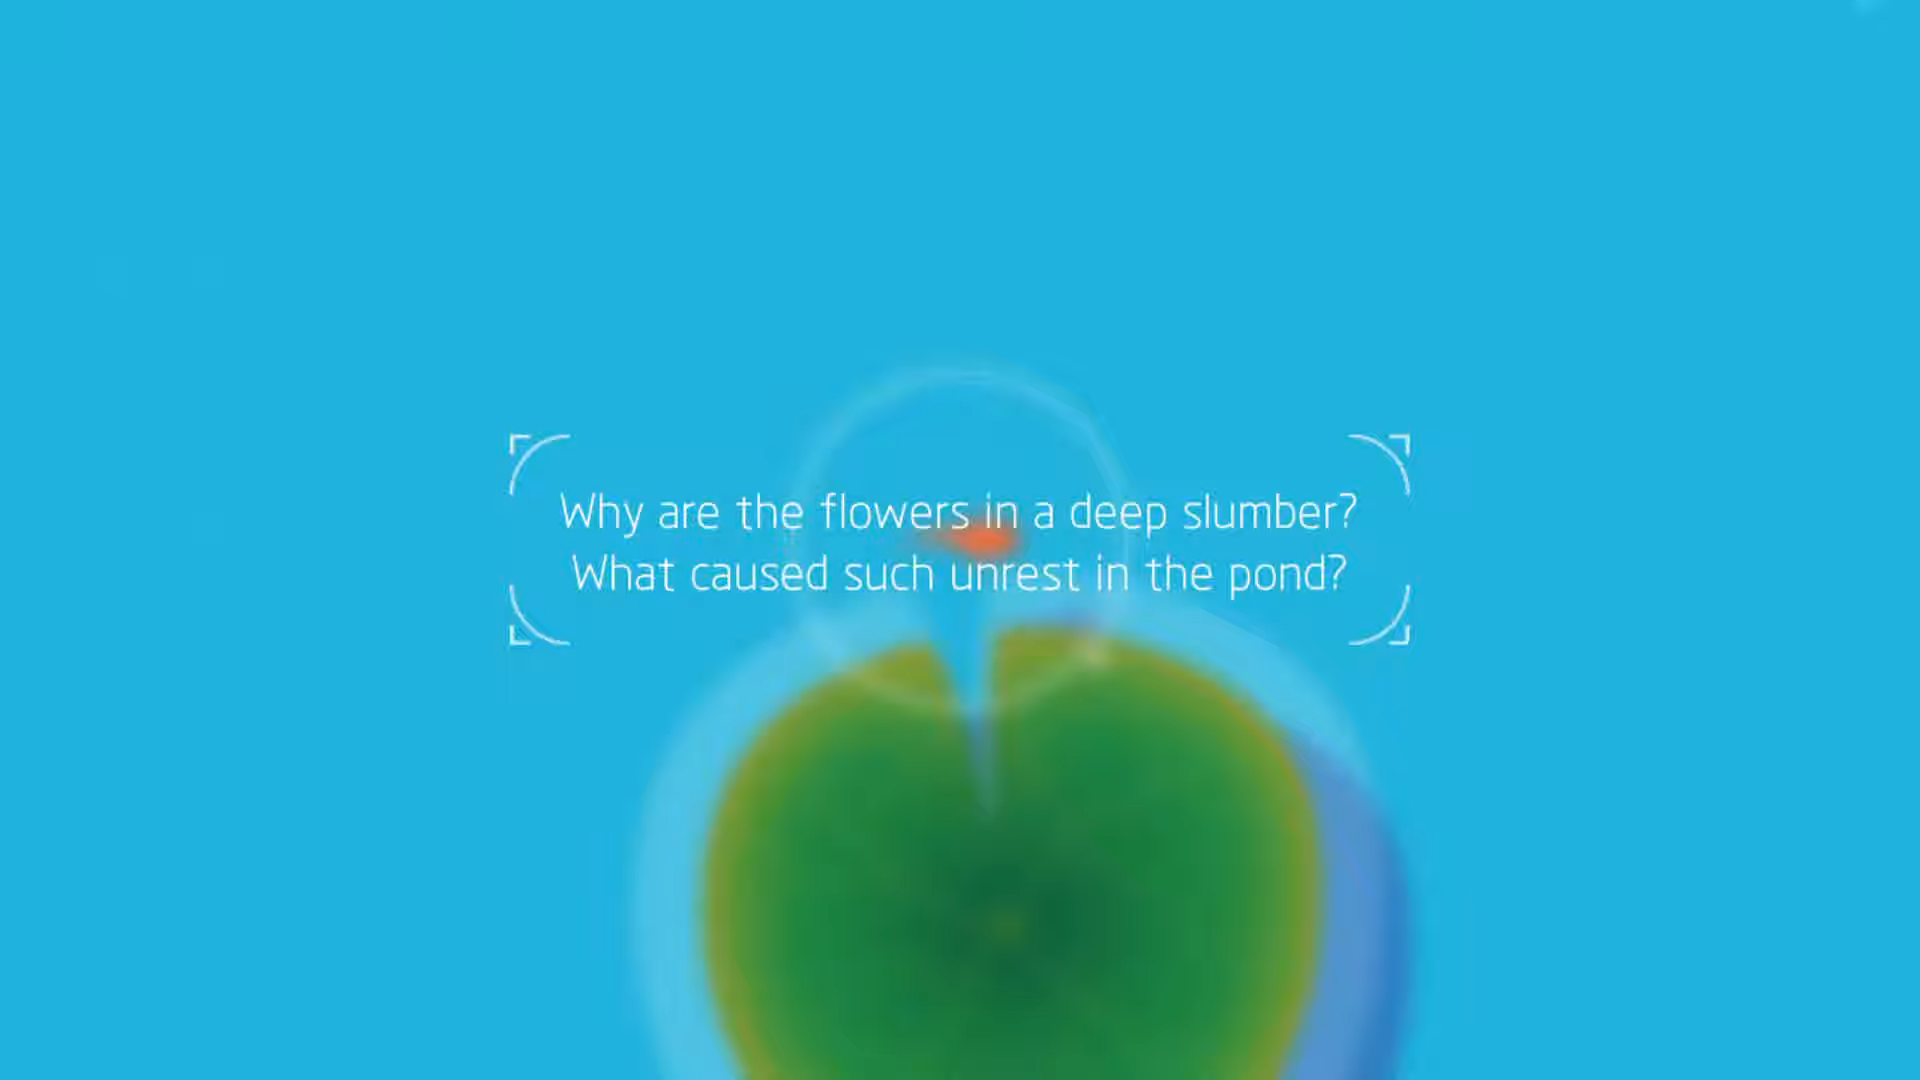 Why are the flowers in a deep slumber?
What caused such unrest in the pond?